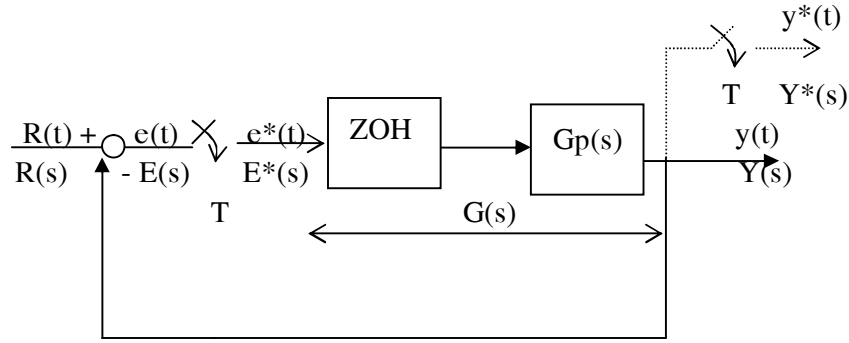 y*(t)
T Y*(s)
R(t) + e(t) e*(t) ZOH Gp(s) y(t)
R(s) - E(s) E*(s) Y(s)
T G(s)